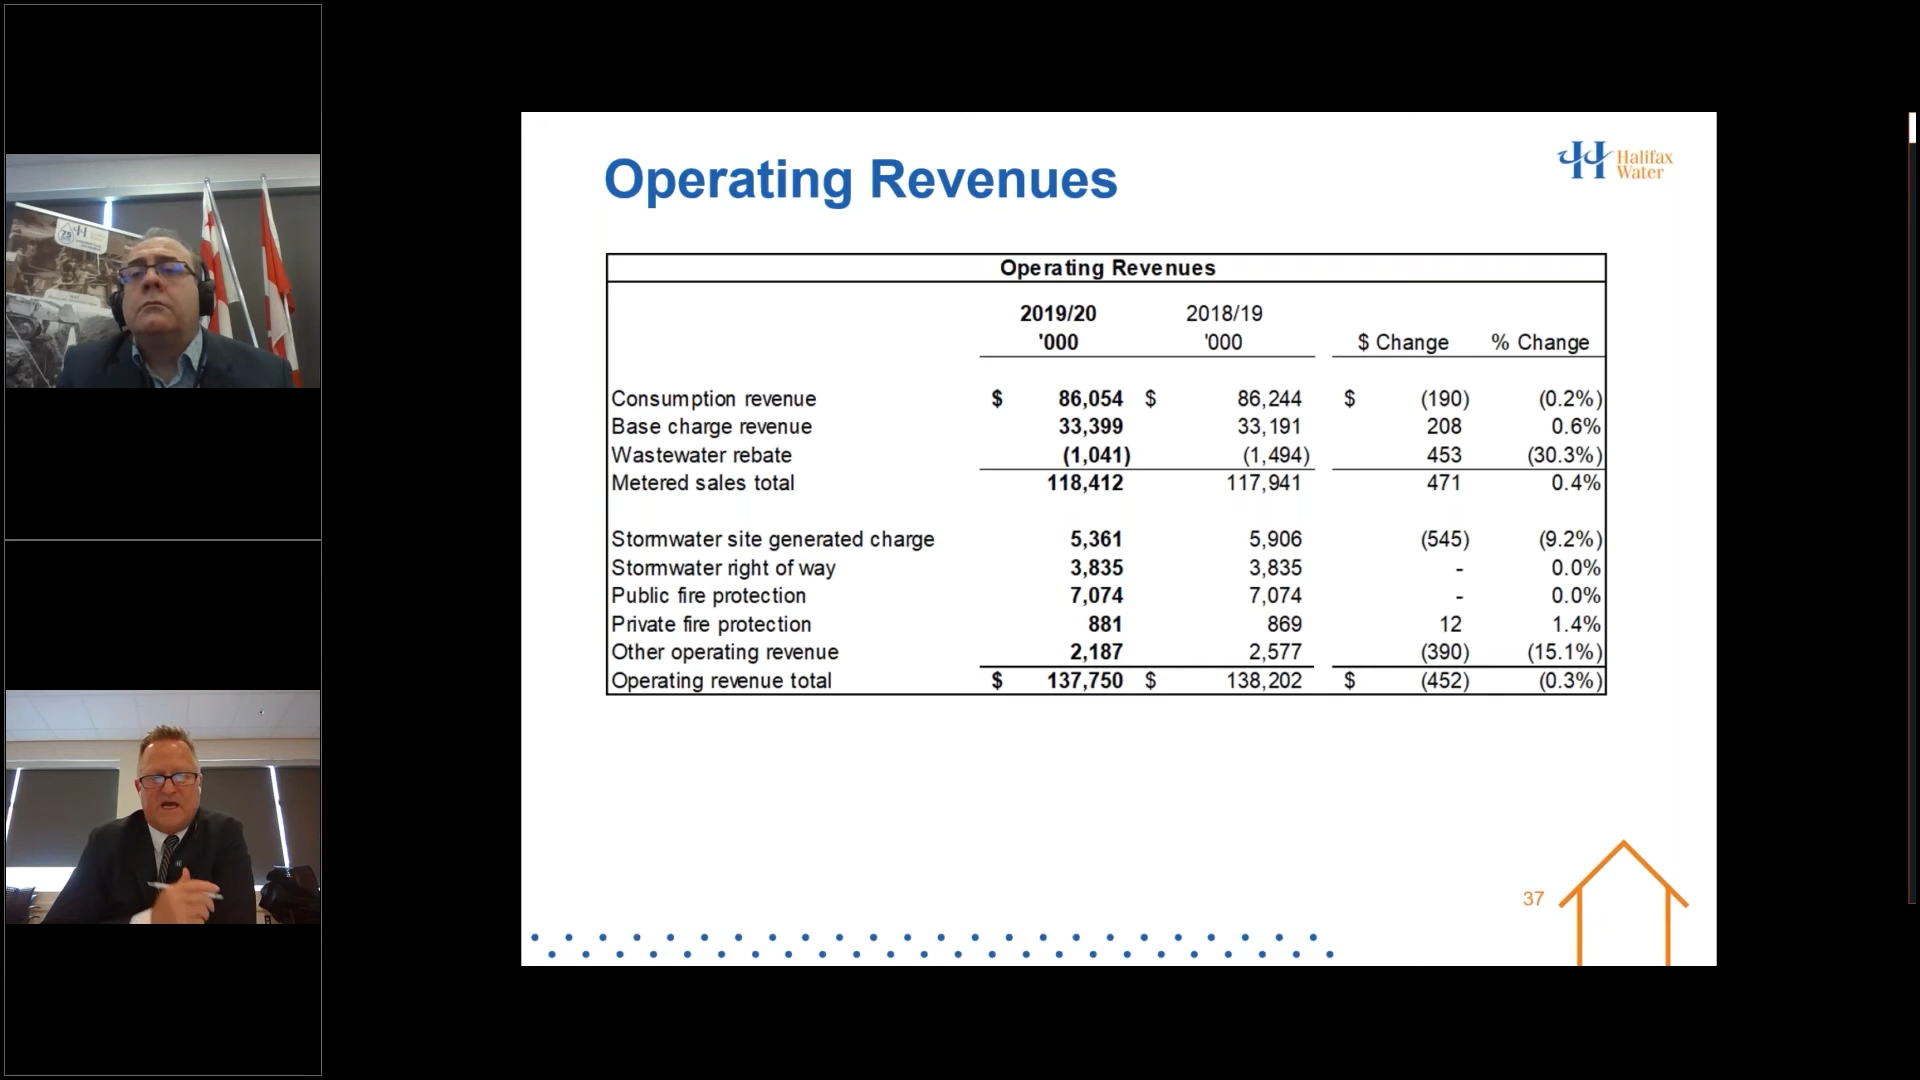 Operating Revenues
Halifax
Water
Operating Revenues
2019/20 2018/19
'000 '000 $ Change % Change
Consumption revenue $ 86,054 $ 86,244 $ (190) (0.2%)
Base charge revenue 33,399 33,191 208 0.6%
Wastewater rebate (1,041) (1,494) 453 (30.3%)
Metered sales total 118,412 117,941 471 0.4%
Stormwater site generated charge 5,361 5,906 (545) (9.2%)
Stormwater right of way 3,835 3,835 - 0.0%
Public fire protection 7,074 7,074 - 0.0%
Private fire protection 881 869 12 1.4%
Other operating revenue 2,187 2,577 (390) (15.1%)
Operating revenue total $ 137,750 $ 138,202 $ (452) (0.3%)
37
75